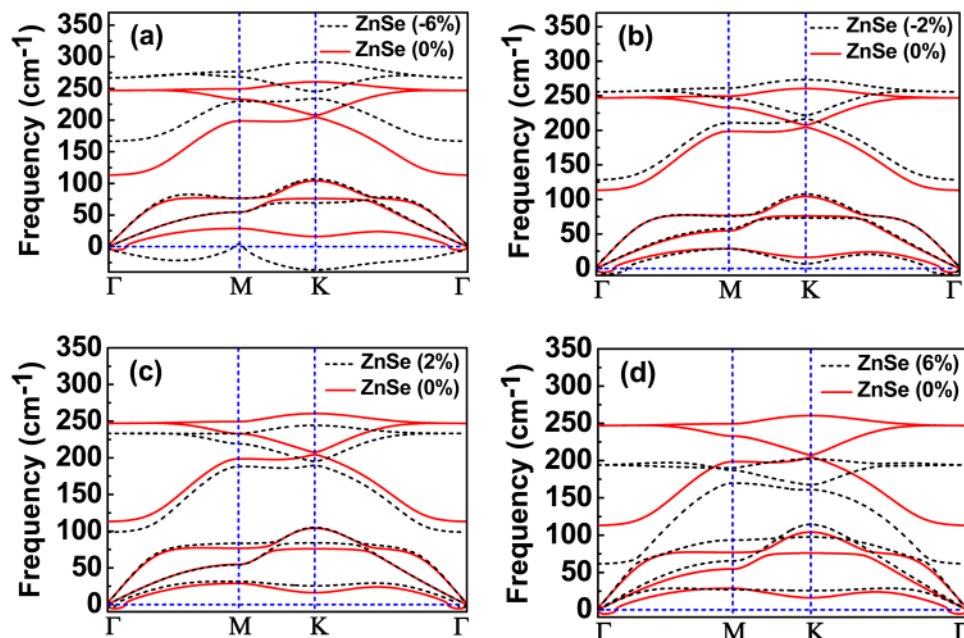 (a)
ZnSe (-6%)
ZnSe (0%)
Frequency (cm⁻¹)
350
300
250
200
150
100
50
0
Γ M K Γ
(b)
ZnSe (-2%)
ZnSe (0%)
Frequency (cm⁻¹)
350
300
250
200
150
100
50
0
Γ M K Γ
(c)
ZnSe (2%)
ZnSe (0%)
Frequency (cm⁻¹)
350
300
250
200
150
100
50
0
Γ M K Γ
(d)
ZnSe (6%)
ZnSe (0%)
Frequency (cm⁻¹)
350
300
250
200
150
100
50
0
Γ M K Γ